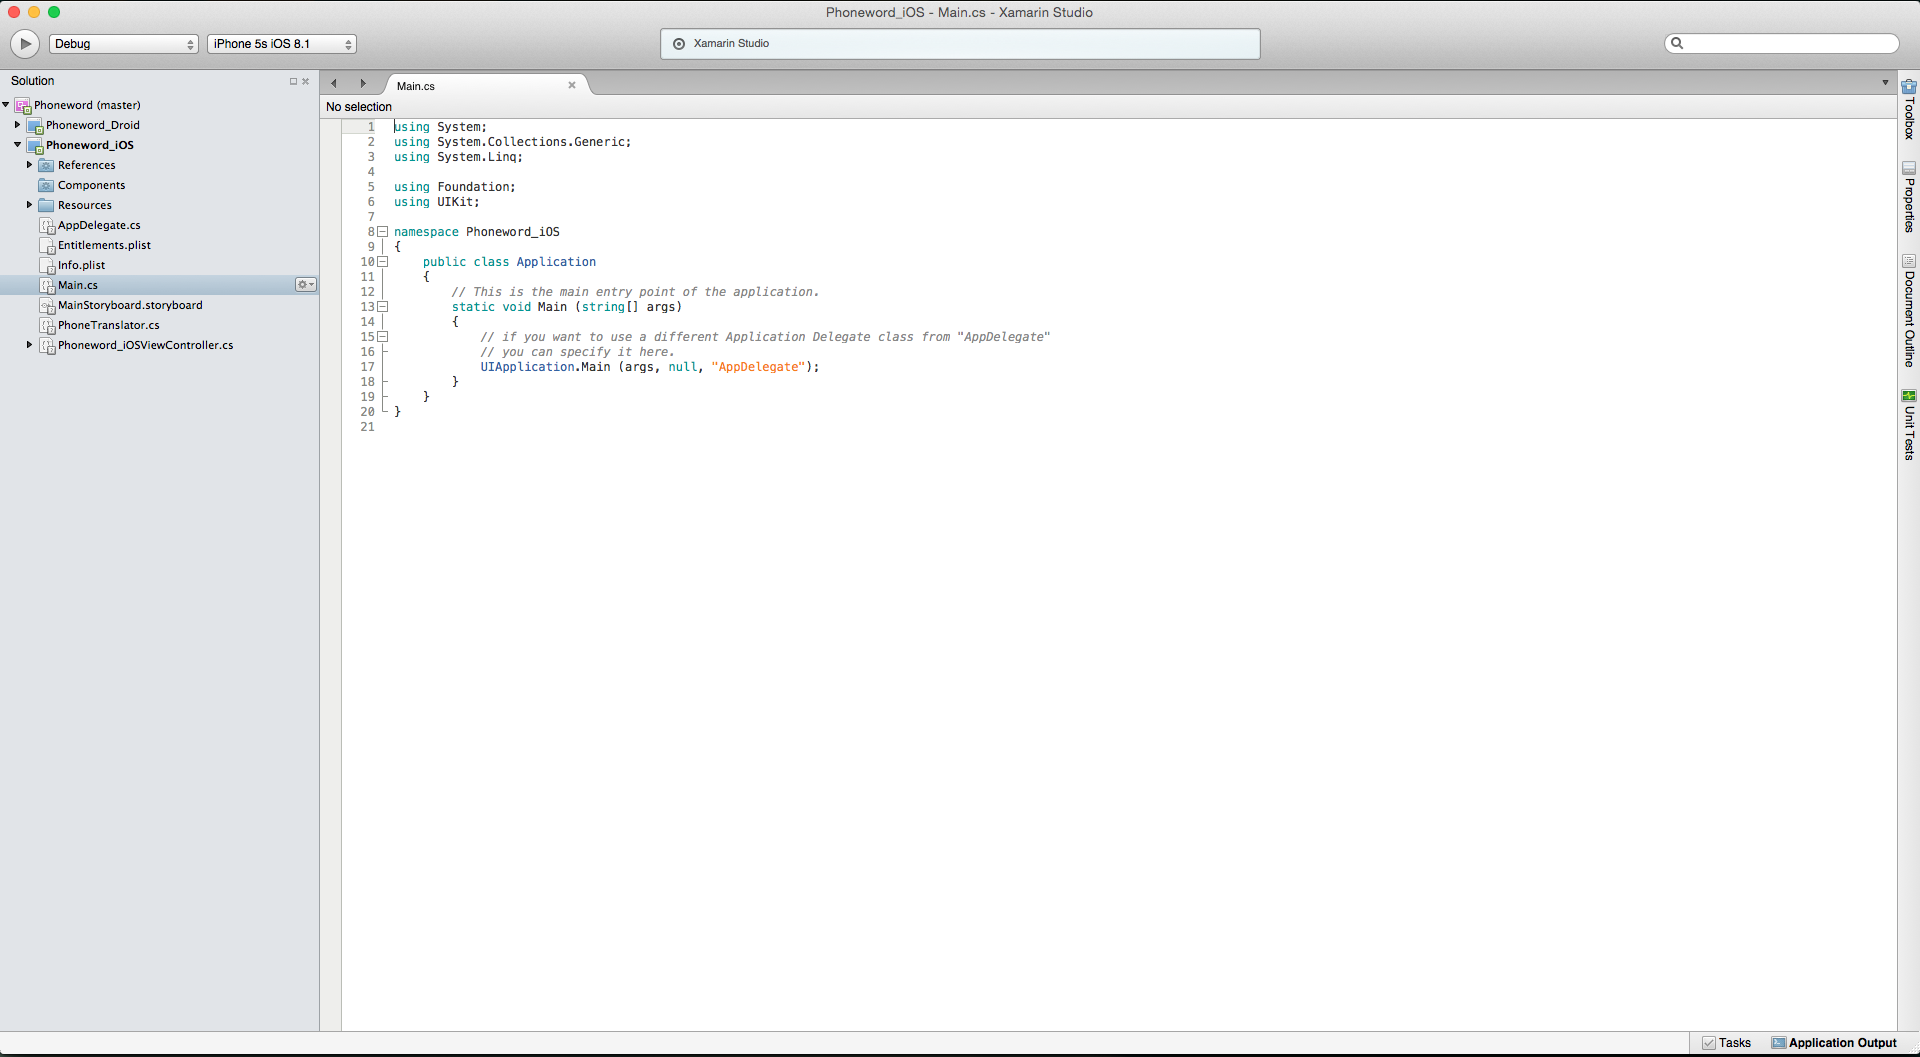 Phoneword_iOS - Main.cs - Xamarin Studio
Debug
iPhone 5s iOS 8.1
Xamarin Studio
Solution
Phoneword (master)
Phoneword_Droid
Phoneword_iOS
References
Components
Resources
AppDelegate.cs
Entitlements.plist
Info.plist
Main.cs
MainStoryboard.storyboard
PhoneTranslator.cs
Phoneword_iOSViewController.cs
Main.cs
No selection
1 using System;
2 using System.Collections.Generic;
3 using System.Linq;
4
5 using Foundation;
6 using UIKit;
7
8 namespace Phoneword_iOS
9 {
10     public class Application
11     {
12         // This is the main entry point of the application.
13         static void Main (string[] args)
14         {
15             // if you want to use a different Application Delegate class from "AppDelegate"
16             // you can specify it here.
17             UIApplication.Main (args, null, "AppDelegate");
18         }
19     }
20 }
21
Toolbox
Properties
Document Outline
Unit Tests
Tasks
Application Output